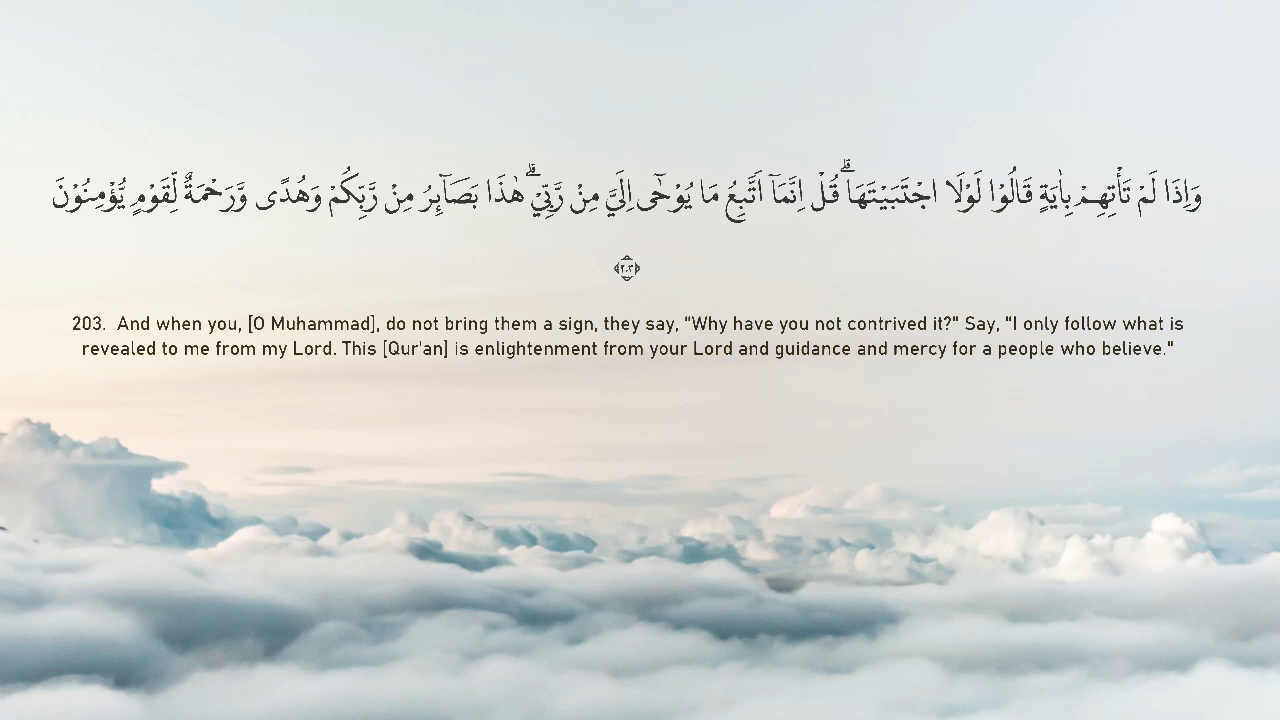 وَاِذَا لَمْ تَأْتِهِمْ بِاٰيَةٍ قَالُوْا لَوْلَا اجْتَبَيْتَهَاۗ قُلْ اِنَّمَآ اَتَّبِعُ مَا يُوْحٰٓى اِلَيَّ مِنْ رَّبِّيْۗ هٰذَا بَصَاۤىِٕرُ مِنْ رَّبِّكُمْ وَهُدًى وَّرَحْمَةٌ لِّقَوْمٍ يُّؤْمِنُوْنَ
٢٠٣
203. And when you, [O Muhammad], do not bring them a sign, they say, "Why have you not contrived it?" Say, "I only follow what is
revealed to me from my Lord. This [Qur'an] is enlightenment from your Lord and guidance and mercy for a people who believe."